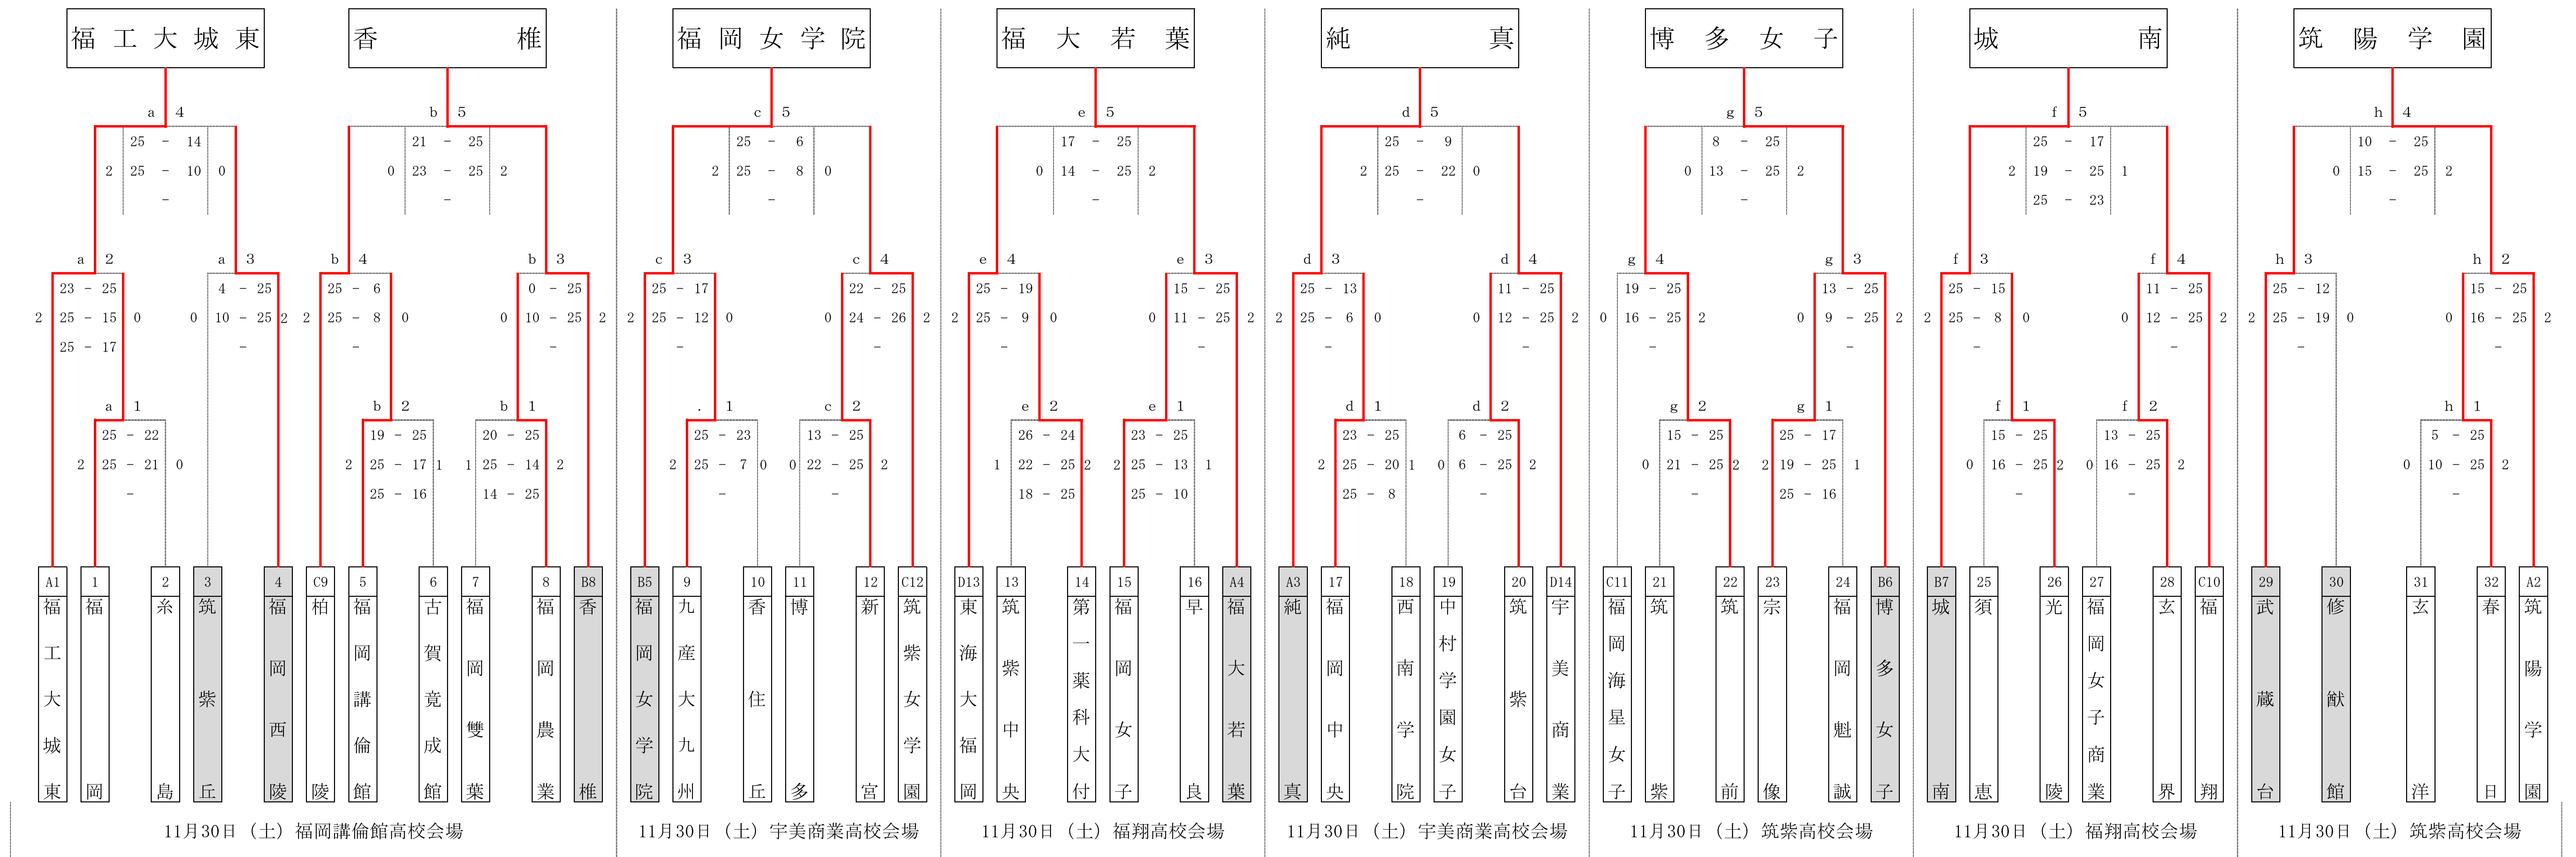 福工大城東 香椎 福岡女学院 福大若葉 純真 博多女子 城南 筑陽学園
a 4 b 5 c 5 e 5 d 5 g 5 f 5 h 4
25 - 14 21 - 25 25 - 6 17 - 25 25 - 9 8 - 25 25 - 17 10 - 25
2 25 - 10 0 0 23 - 25 2 2 25 - 8 0 0 14 - 25 2 2 25 - 22 0 0 13 - 25 2 2 19 - 25 1 0 15 - 25 2
- - - - - - 25 - 23 -
a 2 a 3 b 4 b 3 c 3 c 4 e 4 e 3 d 3 d 4 g 4 g 3 f 3 f 4 h 3 h 2
23 - 25 4 - 25 25 - 6 0 - 25 25 - 17 22 - 25 25 - 19 15 - 25 25 - 13 11 - 25 19 - 25 13 - 25 25 - 15 11 - 25 25 - 12 15 - 25
2 25 - 15 0 0 10 - 25 2 2 25 - 8 0 0 10 - 25 2 2 25 - 12 0 0 24 - 26 2 2 25 - 9 0 0 11 - 25 2 2 25 - 6 0 0 12 - 25 2 0 16 - 25 2 0 9 - 25 2 2 25 - 8 0 0 12 - 25 2 2 25 - 19 0 0 16 - 25 2
25 - 17 - - - - - - - - - - - - - - -
a 1 b 2 b 1 . 1 c 2 e 2 e 1 d 1 d 2 g 2 g 1 f 1 f 2 h 1
25 - 22 19 - 25 20 - 25 25 - 23 13 - 25 26 - 24 23 - 25 23 - 25 6 - 25 15 - 25 25 - 17 15 - 25 13 - 25 5 - 25
2 25 - 21 0 2 25 - 17 1 1 25 - 14 2 2 25 - 7 0 0 22 - 25 2 1 22 - 25 2 2 25 - 13 1 2 25 - 20 1 0 6 - 25 2 0 21 - 25 2 2 19 - 25 1 0 16 - 25 2 0 16 - 25 2 0 10 - 25 2
- 25 - 16 14 - 25 - - 18 - 25 25 - 10 25 - 8 - - 25 - 16 - - -
A1 1 2 3 4 C9 5 6 7 8 B8 B5 9 10 11 12 C12 D13 13 14 15 16 A4 A3 17 18 19 20 D14 C11 21 22 23 24 B6 B7 25 26 27 28 C10 29 30 31 32 A2
福工大城東
福岡
糸島
筑紫丘
福岡西陵
柏陵
福岡講倫館
古賀竟成館
福岡雙葉
福岡農業
香椎
福岡女学院
九産大九州
香住丘
博多
新宮
筑紫女学園
東海大福岡
筑紫中央
第一薬科大付
福岡女子
早良
福大若葉
純真
福岡中央
西南学院
中村学園女子
筑紫台
宇美商業
福岡海星女子
筑紫
筑前
宗像
福岡魁誠
博多女子
城南
須恵
光陵
福岡女子商業
玄界
福翔
武蔵台
修猷館
玄洋
春日
筑陽学園
11月30日（土）福岡講倫館高校会場 11月30日（土）宇美商業高校会場 11月30日（土）福翔高校会場 11月30日（土）宇美商業高校会場 11月30日（土）筑紫高校会場 11月30日（土）福翔高校会場 11月30日（土）筑紫高校会場